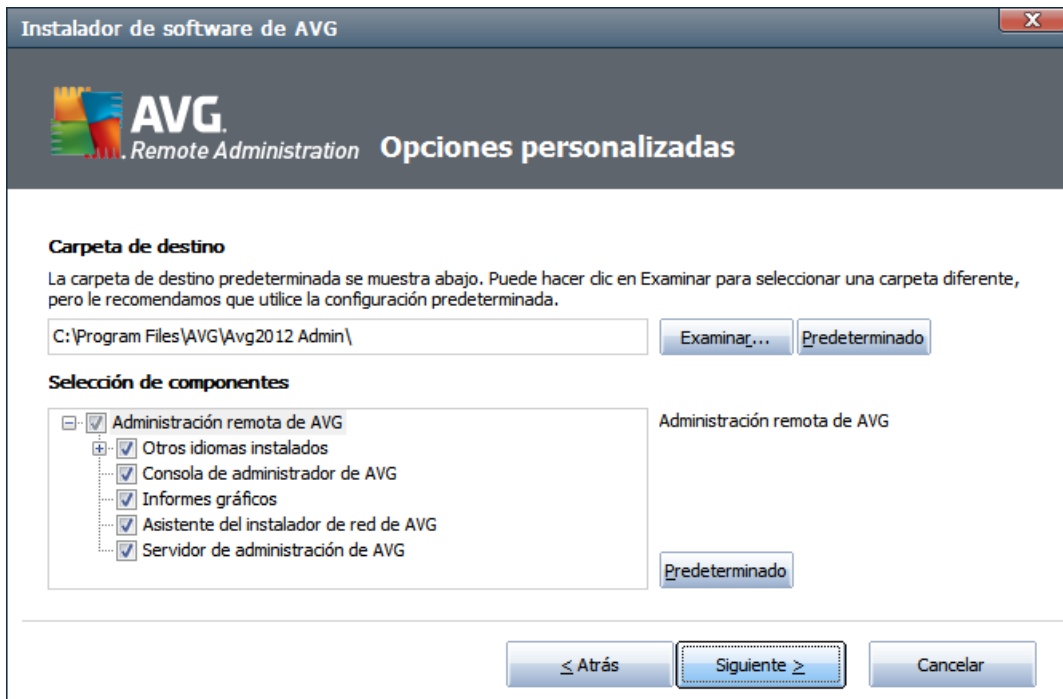 Instalador de software de AVG
AVG.
Remote Administration
Opciones personalizadas
Carpeta de destino
La carpeta de destino predeterminada se muestra abajo. Puede hacer clic en Examinar para seleccionar una carpeta diferente,
pero le recomendamos que utilice la configuración predeterminada.
C:\Program Files\AVG\Avg2012 Admin\
Examinar...
Predeterminado
Selección de componentes
Administración remota de AVG
Otros idiomas instalados
Consola de administrador de AVG
Informes gráficos
Asistente del instalador de red de AVG
Servidor de administración de AVG
Administración remota de AVG
Predeterminado
< Atrás
Siguiente >
Cancelar